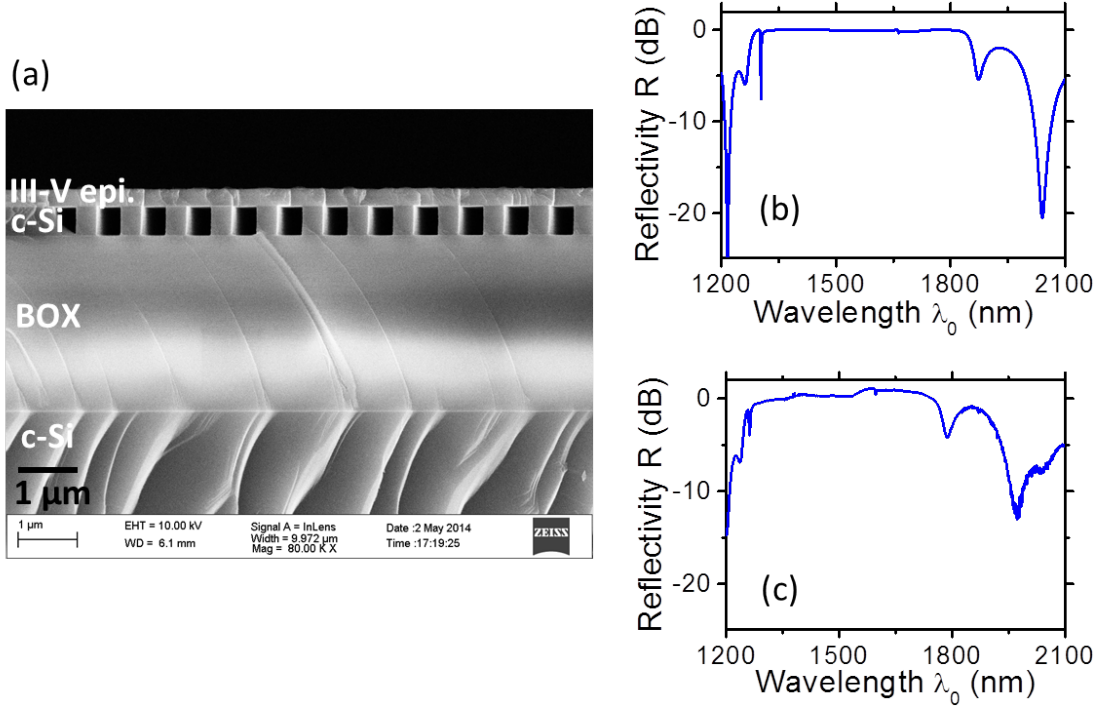 (a)
III-V epi.
c-Si
BOX
c-Si
1 μm
1 μm
EHT = 10.00 kV
WD = 6.1 mm
Signal A = InLens
Width = 9.972 μm
Mag = 80.00 K X
Date :2 May 2014
Time :17:19:25
ZEISS
Reflectivity R (dB)
0
-10
-20
(b)
1200 1500 1800 2100
Wavelength λ0 (nm)
Reflectivity R (dB)
0
-10
-20
(c)
1200 1500 1800 2100
Wavelength λ0 (nm)